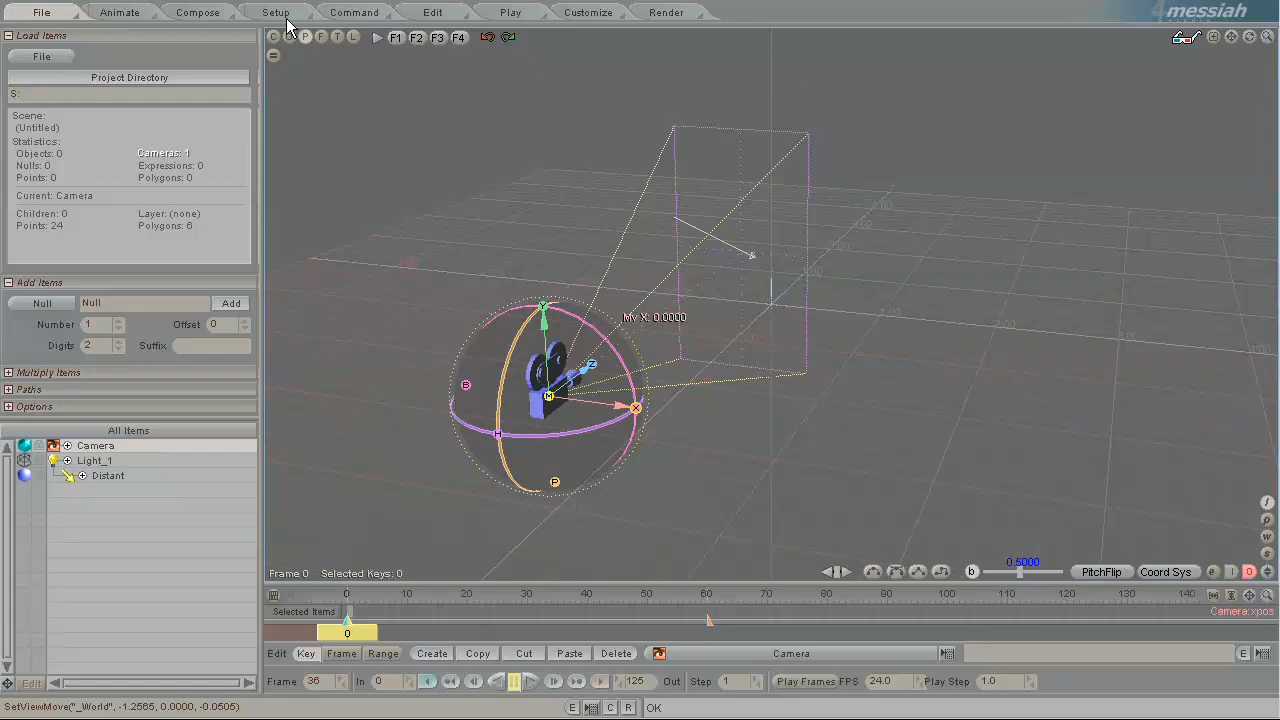 File Animate Compose Setup Command Edit Play Customize Render 4messiah
Load Items
File
Project Directory
S:
Scene:
(Untitled)
Statistics:
Objects: 0 Cameras: 1
Nulls: 0 Expressions: 0
Points: 0 Polygons: 0
Current: Camera
Children: 0 Layer: (none)
Points: 24 Polygons: 6
Add Items
Null Null Add
Number 1 Offset 0
Digits 2 Suffix
Multiply Items
Paths
Options
All Items
Camera
Light_1
Distant
Edit
C P F T L F1 F2 F3 F4
Mv X: 0.0000
Y
Z
B
M
X
H
P
Frame 0 Selected Keys: 0
b 0.5000 PitchFlip Coord Sys e 0
p
w
s
0 10 20 30 40 50 60 70 80 90 100 110 120 130 140
Selected Items Camera:xpos
0
Edit Key Frame Range Create Copy Cut Paste Delete Camera E
Frame 36 In 0 125 Out Step 1 Play Frames FPS 24.0 Play Step 1.0
SetViewMove("_World", -1.2565, 0.0000, -0.0505) E C R OK